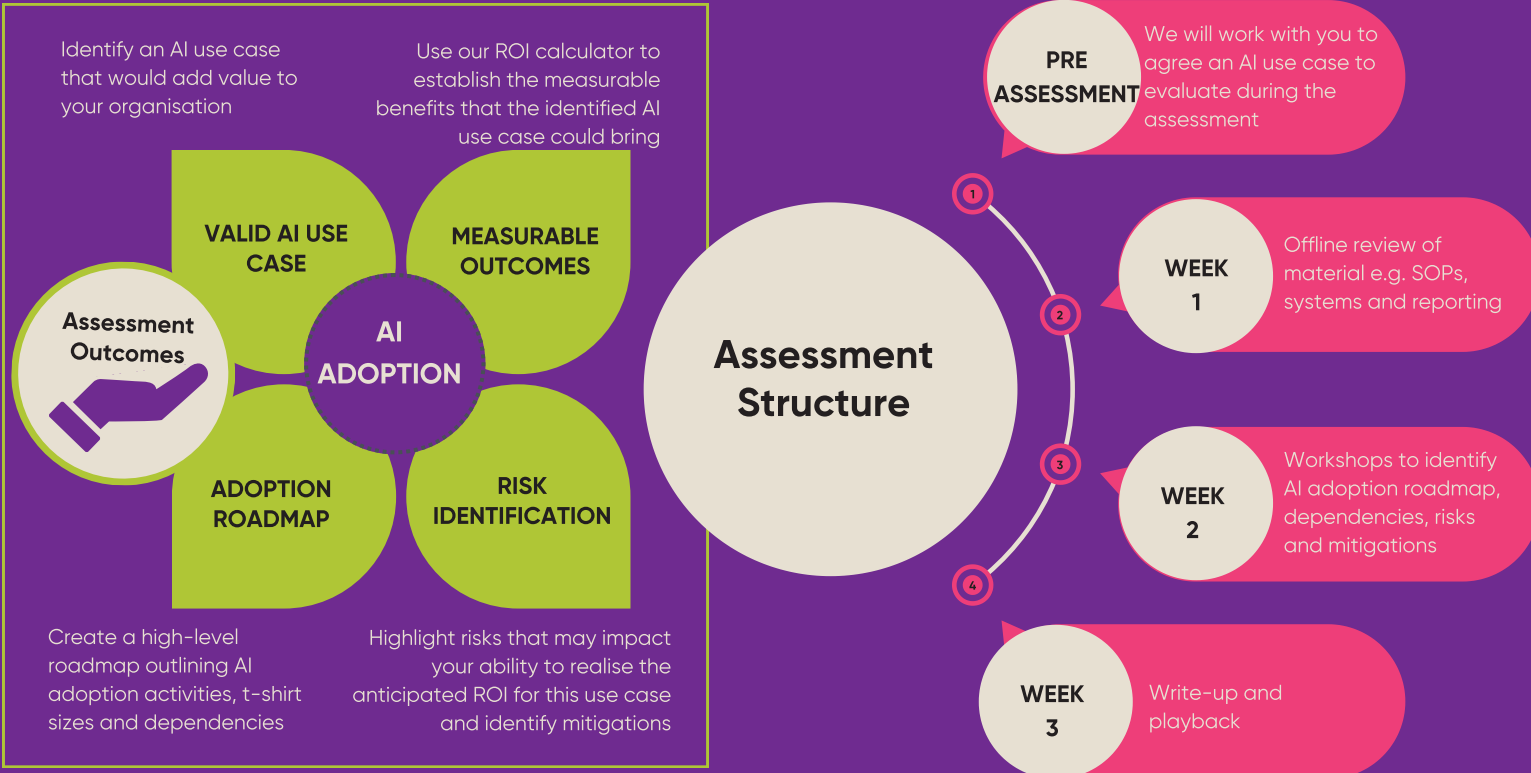 Identify an AI use case
that would add value to
your organisation
Use our ROI calculator to
establish the measurable
benefits that the identified AI
use case could bring
VALID AI USE
CASE
MEASURABLE
OUTCOMES
Assessment
Outcomes
AI
ADOPTION
ADOPTION
ROADMAP
RISK
IDENTIFICATION
Create a high-level
roadmap outlining AI
adoption activities, t-shirt
sizes and dependencies
Highlight risks that may impact
your ability to realise the
anticipated ROI for this use case
and identify mitigations
Assessment
Structure
1
PRE
ASSESSMENT
We will work with you to
agree an AI use case to
evaluate during the
assessment
2
WEEK
1
Offline review of
material e.g. SOPs,
systems and reporting
3
WEEK
2
Workshops to identify
AI adoption roadmap,
dependencies, risks
and mitigations
4
WEEK
3
Write-up and
playback